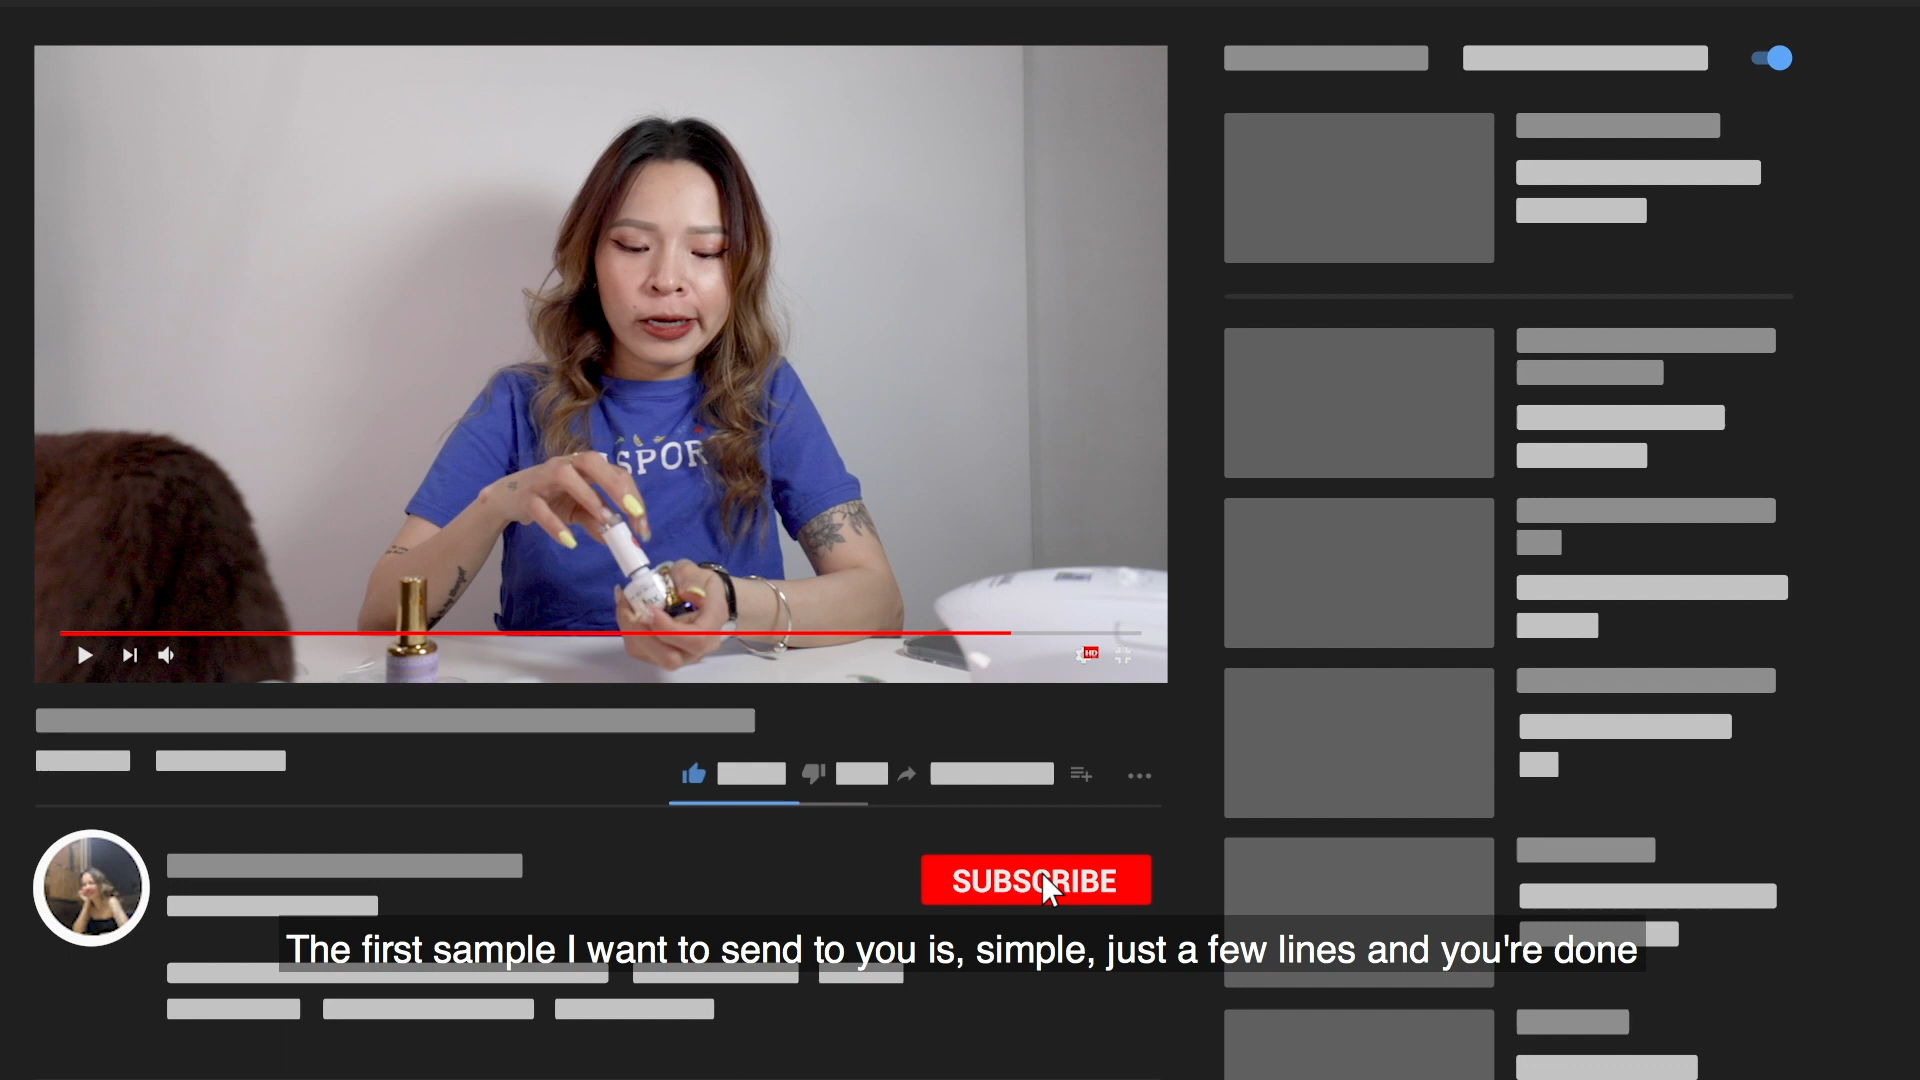 SPOR
HD
SUBSCRIBE
The first sample I want to send to you is, simple, just a few lines and you're done